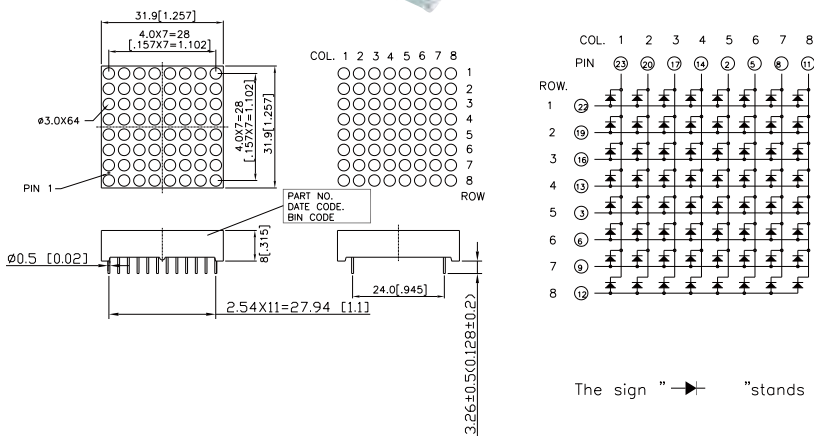 31.9[1.257]
4.0X7=28
[.157X7=1.102]
ø3.0X64
4.0X7=28
[.157X7=1.102]
31.9[1.257]
PIN 1
COL. 1 2 3 4 5 6 7 8
1
2
3
4
5
6
7
8
ROW
PART NO.
DATE CODE.
BIN CODE
8[.315]
Ø0.5 [0.02]
2.54X11=27.94 [1.1]
24.0[.945]
3.26±0.5(0.128±0.2)
COL. 1 2 3 4 5 6 7 8
PIN 23 20 17 14 2 5 8 11
ROW.
1 22
2 19
3 16
4 13
5 3
6 6
7 9
8 12
The sign " "stands